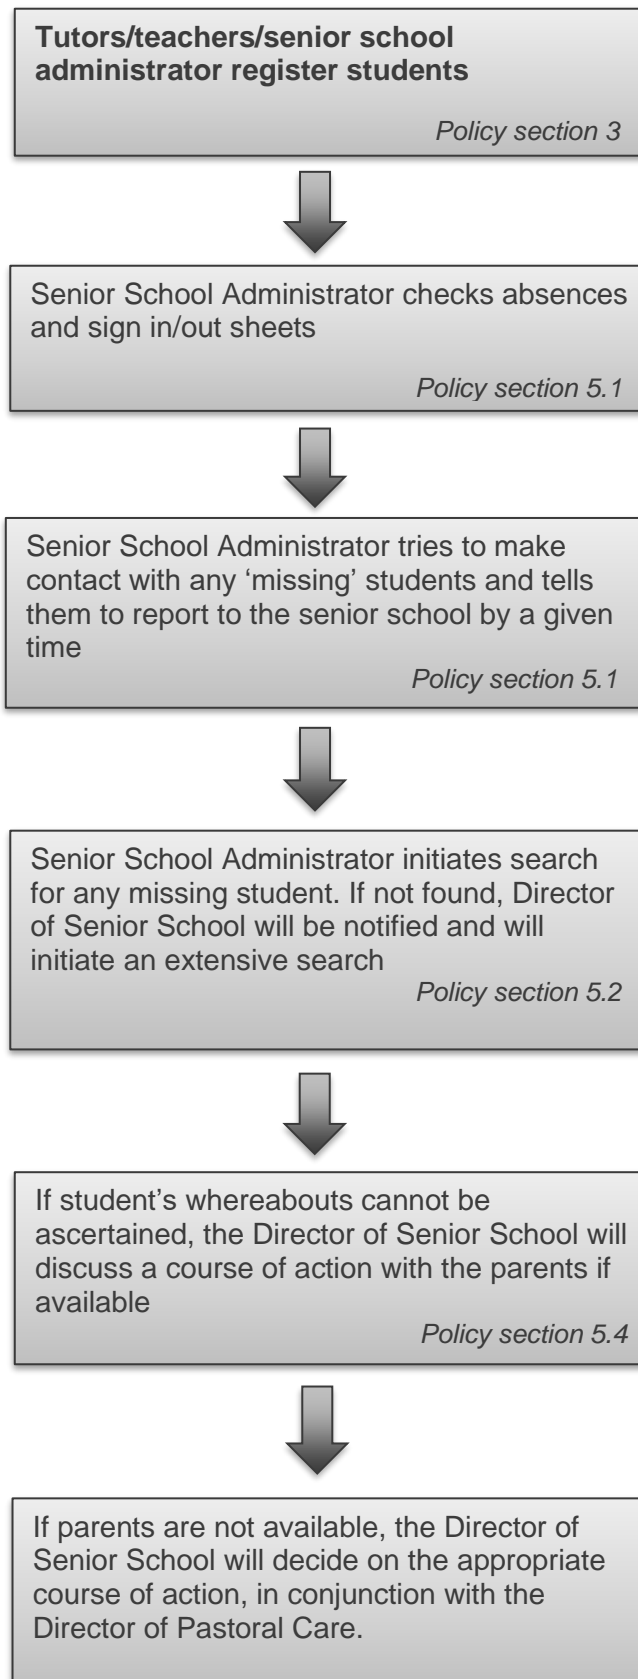 Tutors/teachers/senior school
administrator register students
Policy section 3
Senior School Administrator checks absences
and sign in/out sheets
Policy section 5.1
Senior School Administrator tries to make
contact with any ‘missing’ students and tells
them to report to the senior school by a given
time
Policy section 5.1
Senior School Administrator initiates search
for any missing student. If not found, Director
of Senior School will be notified and will
initiate an extensive search
Policy section 5.2
If student’s whereabouts cannot be
ascertained, the Director of Senior School will
discuss a course of action with the parents if
available
Policy section 5.4
If parents are not available, the Director of
Senior School will decide on the appropriate
course of action, in conjunction with the
Director of Pastoral Care.